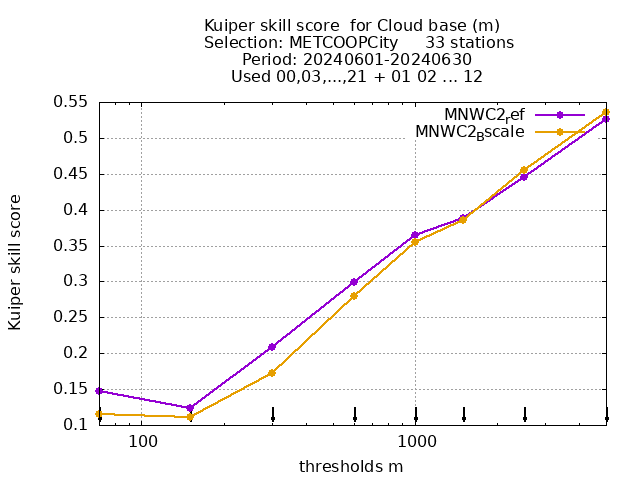 Kuiper skill score  for Cloud base (m)
Selection: METCOOPCity     33 stations
Period: 20240601-20240630
Used 00,03,...,21 + 01 02 ... 12
MNWC2ref
MNWC2Bscale
0.55
0.5
0.45
0.4
0.35
0.3
0.25
0.2
0.15
0.1
Kuiper skill score
100
1000
thresholds m